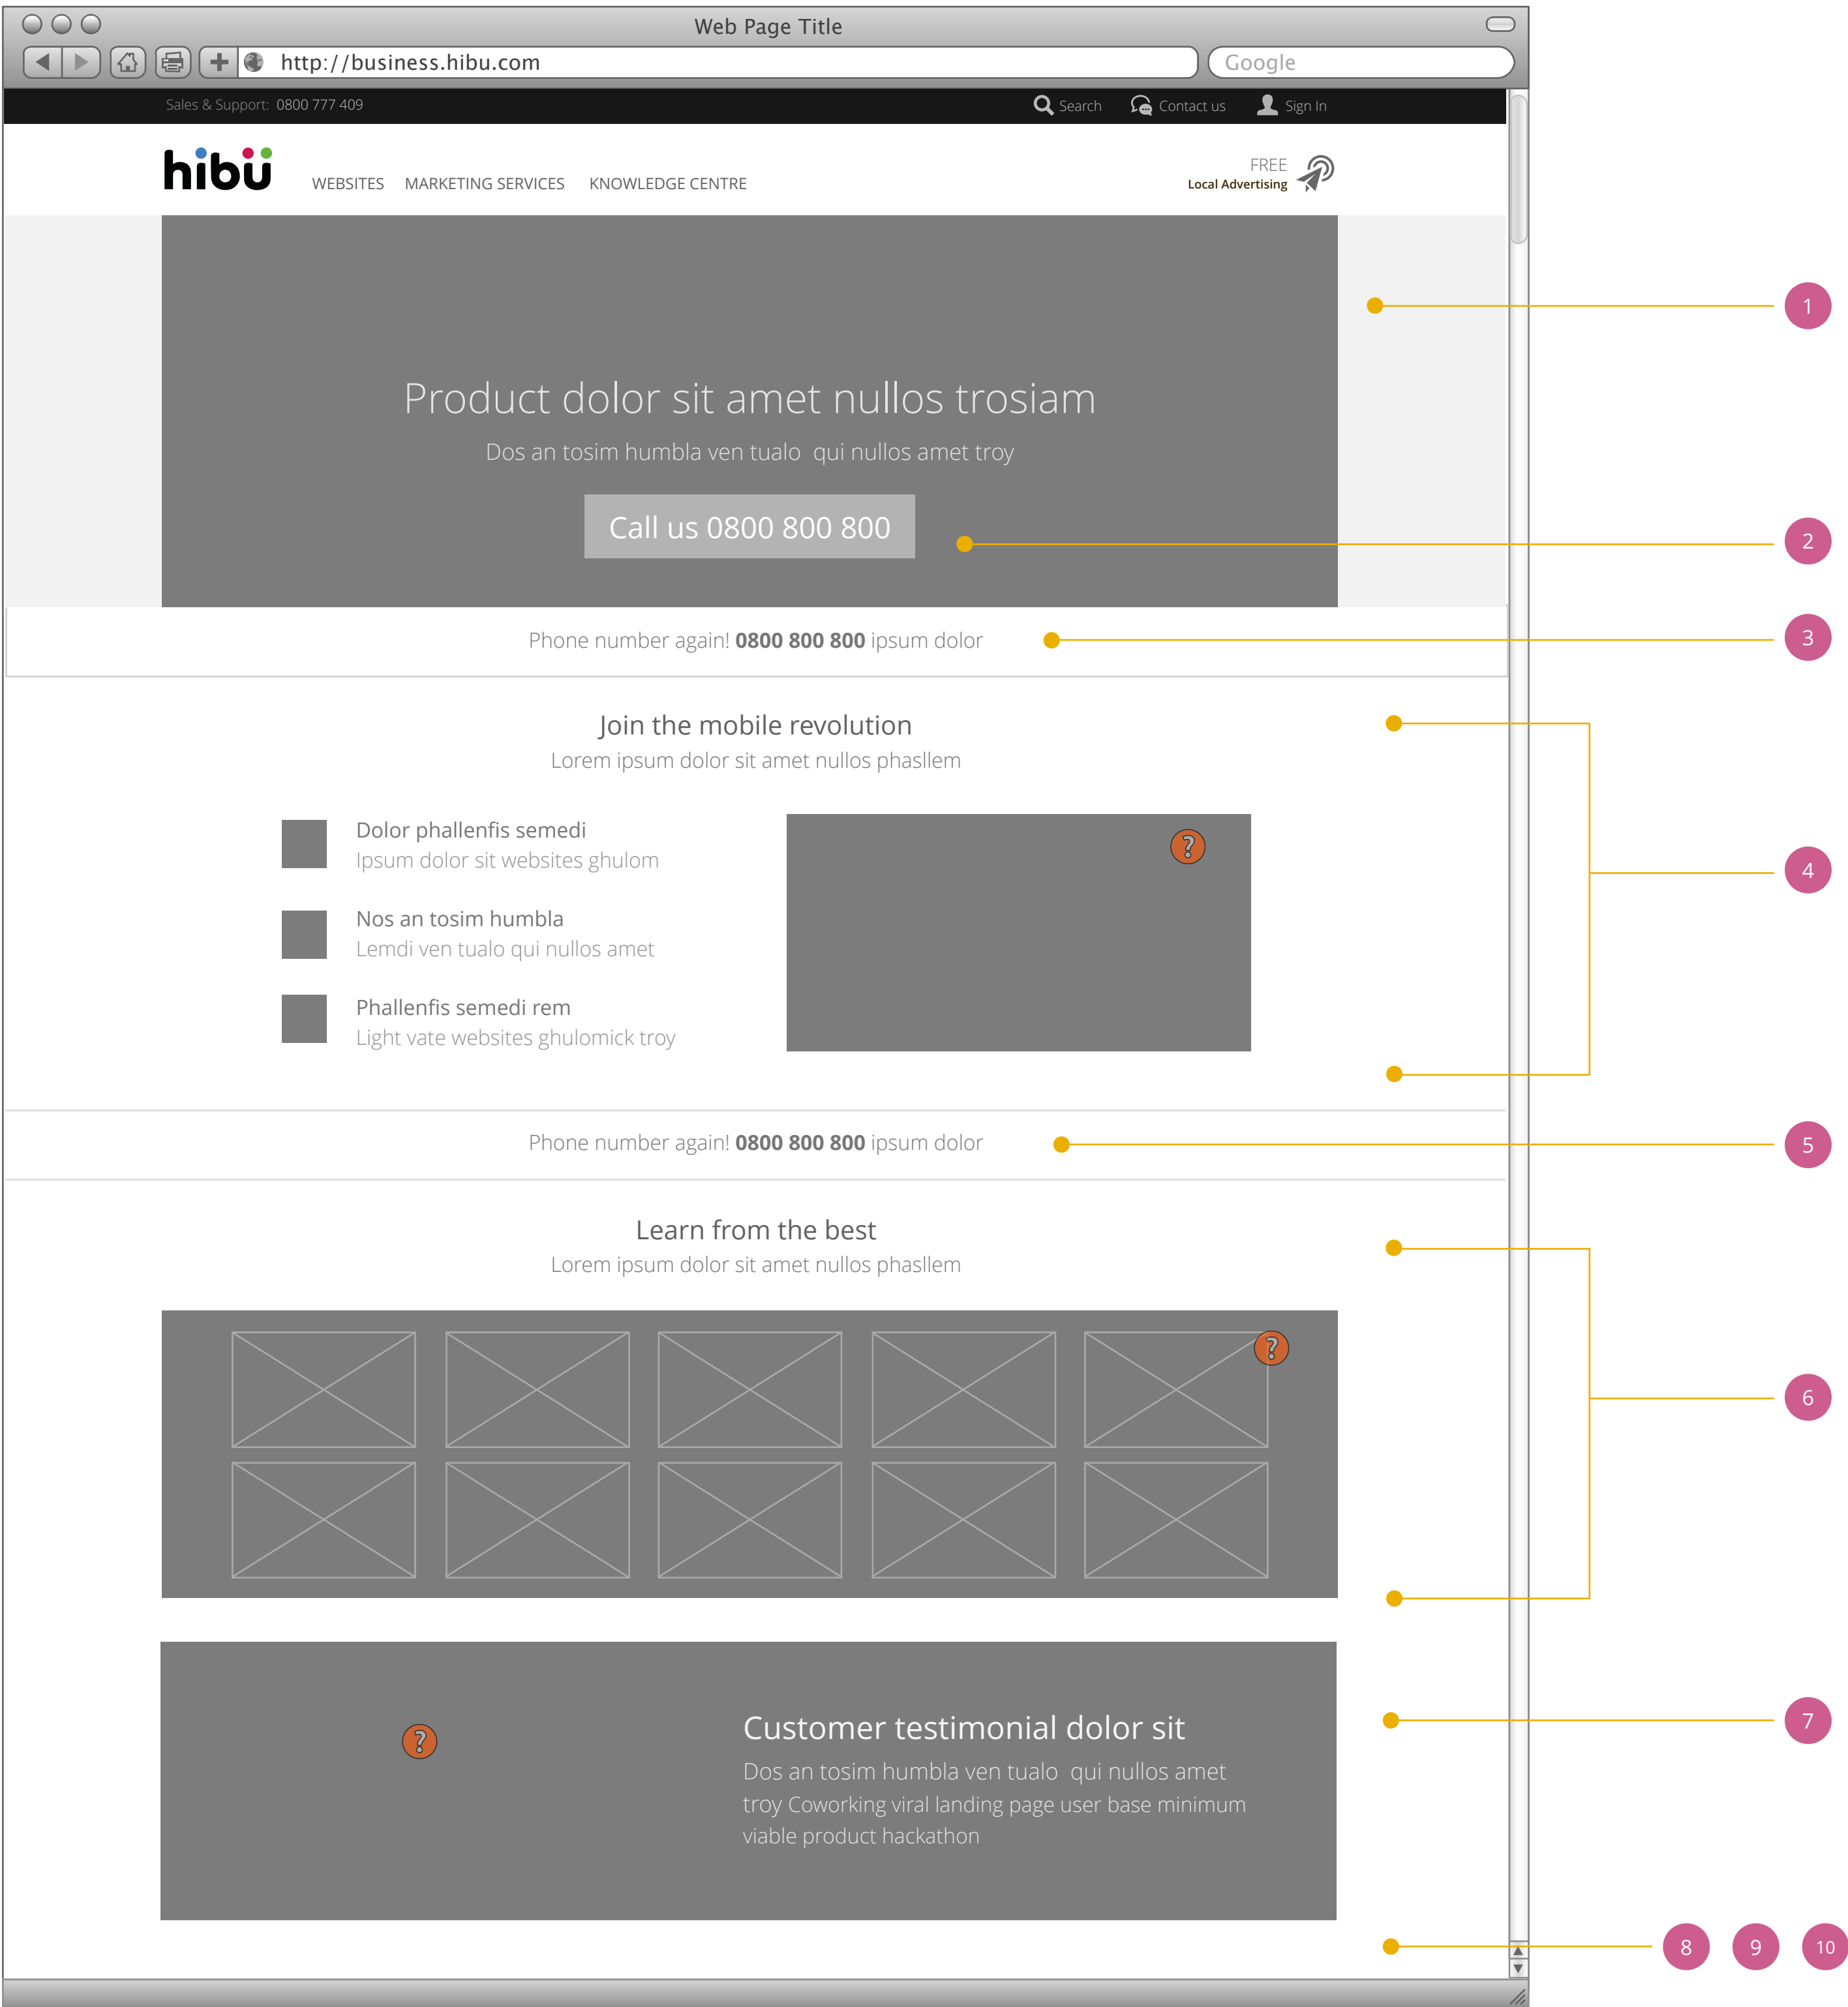 Web Page Title
http://business.hibu.com
Google
Sales & Support: 0800 777 409
Search
Contact us
Sign In
hibü
WEBSITES MARKETING SERVICES KNOWLEDGE CENTRE
FREE
Local Advertising
1
Product dolor sit amet nullos trosiam
Dos an tosim humbla ven tualo qui nullos amet troy
Call us 0800 800 800
2
Phone number again! 0800 800 800 ipsum dolor
3
Join the mobile revolution
Lorem ipsum dolor sit amet nullos phasllem
Dolor phallenfis semedi
Ipsum dolor sit websites ghulom
?
4
Nos an tosim humbla
Lemdi ven tualo qui nullos amet
Phallenfis semedi rem
Light vate websites ghulomick troy
Phone number again! 0800 800 800 ipsum dolor
5
Learn from the best
Lorem ipsum dolor sit amet nullos phasllem
?
6
?
Customer testimonial dolor sit
Dos an tosim humbla ven tualo qui nullos amet
troy Coworking viral landing page user base minimum
viable product hackathon
7
8 9 10